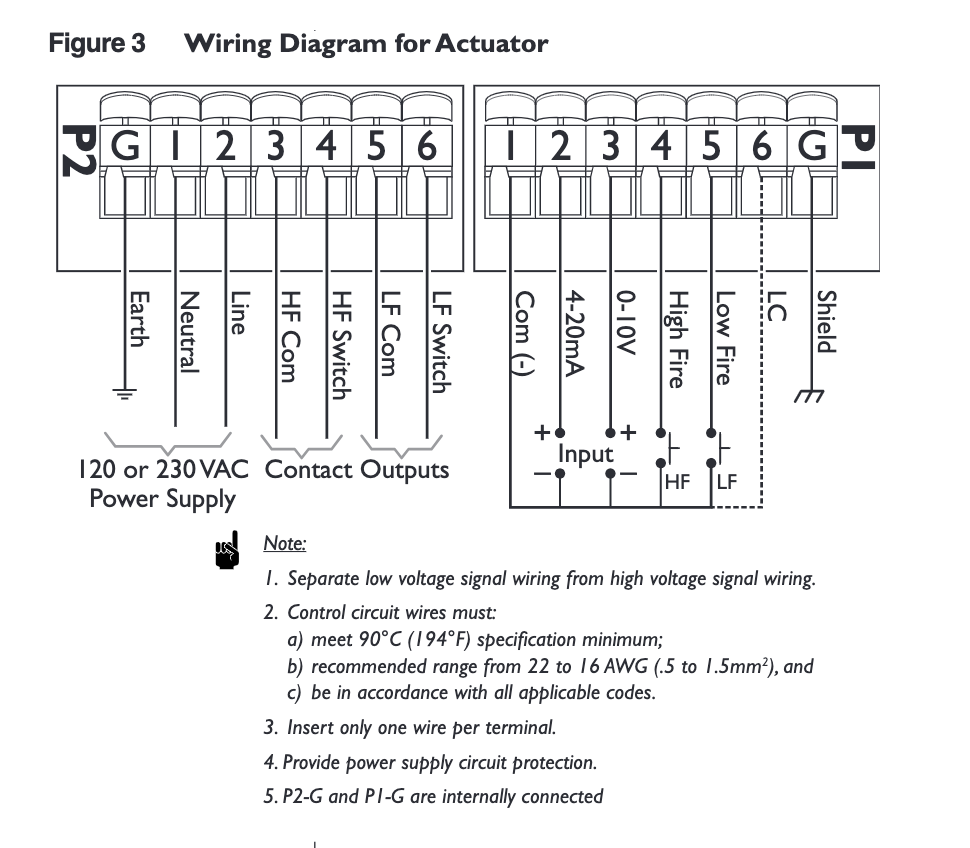 Figure 3 Wiring Diagram for Actuator
P2 G 1 2 3 4 5 6
1 2 3 4 5 6 G P1
Earth
Neutral
Line
HF Com
HF Switch
LF Com
LF Switch
Com (-)
4-20mA
0-10V
High Fire
Low Fire
LC
Shield
120 or 230 VAC
Power Supply
Contact Outputs
+ +
Input
– –
HF LF
Note:
1. Separate low voltage signal wiring from high voltage signal wiring.
2. Control circuit wires must:
a) meet 90°C (194°F) specification minimum;
b) recommended range from 22 to 16 AWG (.5 to 1.5mm²), and
c) be in accordance with all applicable codes.
3. Insert only one wire per terminal.
4. Provide power supply circuit protection.
5. P2-G and P1-G are internally connected